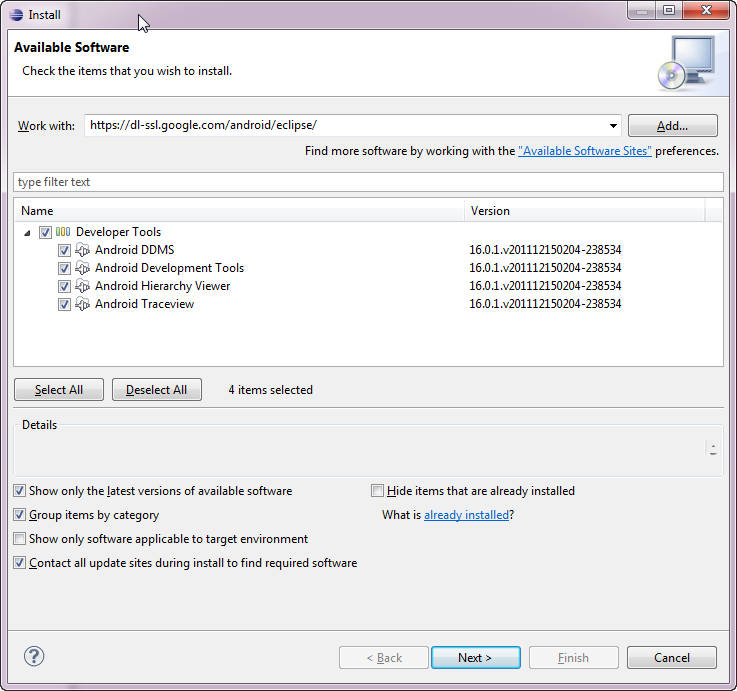 Install
Available Software
Check the items that you wish to install.
Work with: https://dl-ssl.google.com/android/eclipse/ Add...
Find more software by working with the "Available Software Sites" preferences.
type filter text
Name Version
Developer Tools
Android DDMS 16.0.1.v201112150204-238534
Android Development Tools 16.0.1.v201112150204-238534
Android Hierarchy Viewer 16.0.1.v201112150204-238534
Android Traceview 16.0.1.v201112150204-238534
Select All Deselect All 4 items selected
Details
Show only the latest versions of available software Hide items that are already installed
Group items by category What is already installed?
Show only software applicable to target environment
Contact all update sites during install to find required software
? < Back Next > Finish Cancel